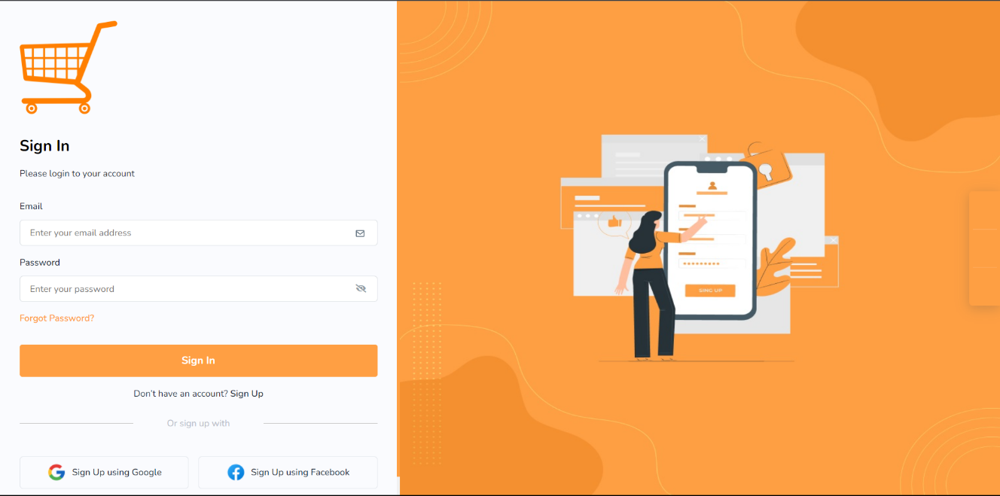 Sign In
Please login to your account
Email
Enter your email address
Password
Enter your password
Forgot Password?
Sign In
Don't have an account? Sign Up
Or sign up with
Sign Up using Google
Sign Up using Facebook
SING UP